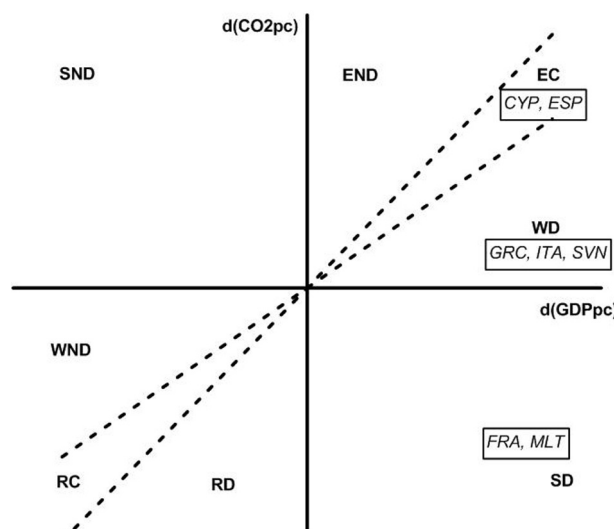 d(CO2pc)
SND
END
EC
CYP, ESP
WD
GRC, ITA, SVN
d(GDPpc)
WND
FRA, MLT
RC
RD
SD